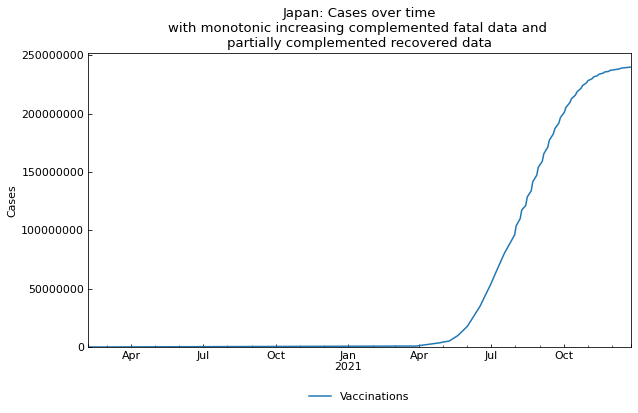 Japan: Cases over time
with monotonic increasing complemented fatal data and
partially complemented recovered data
250000000
200000000
150000000
100000000
50000000
0
Cases
Apr Jul Oct Jan Apr Jul Oct
2021
Vaccinations